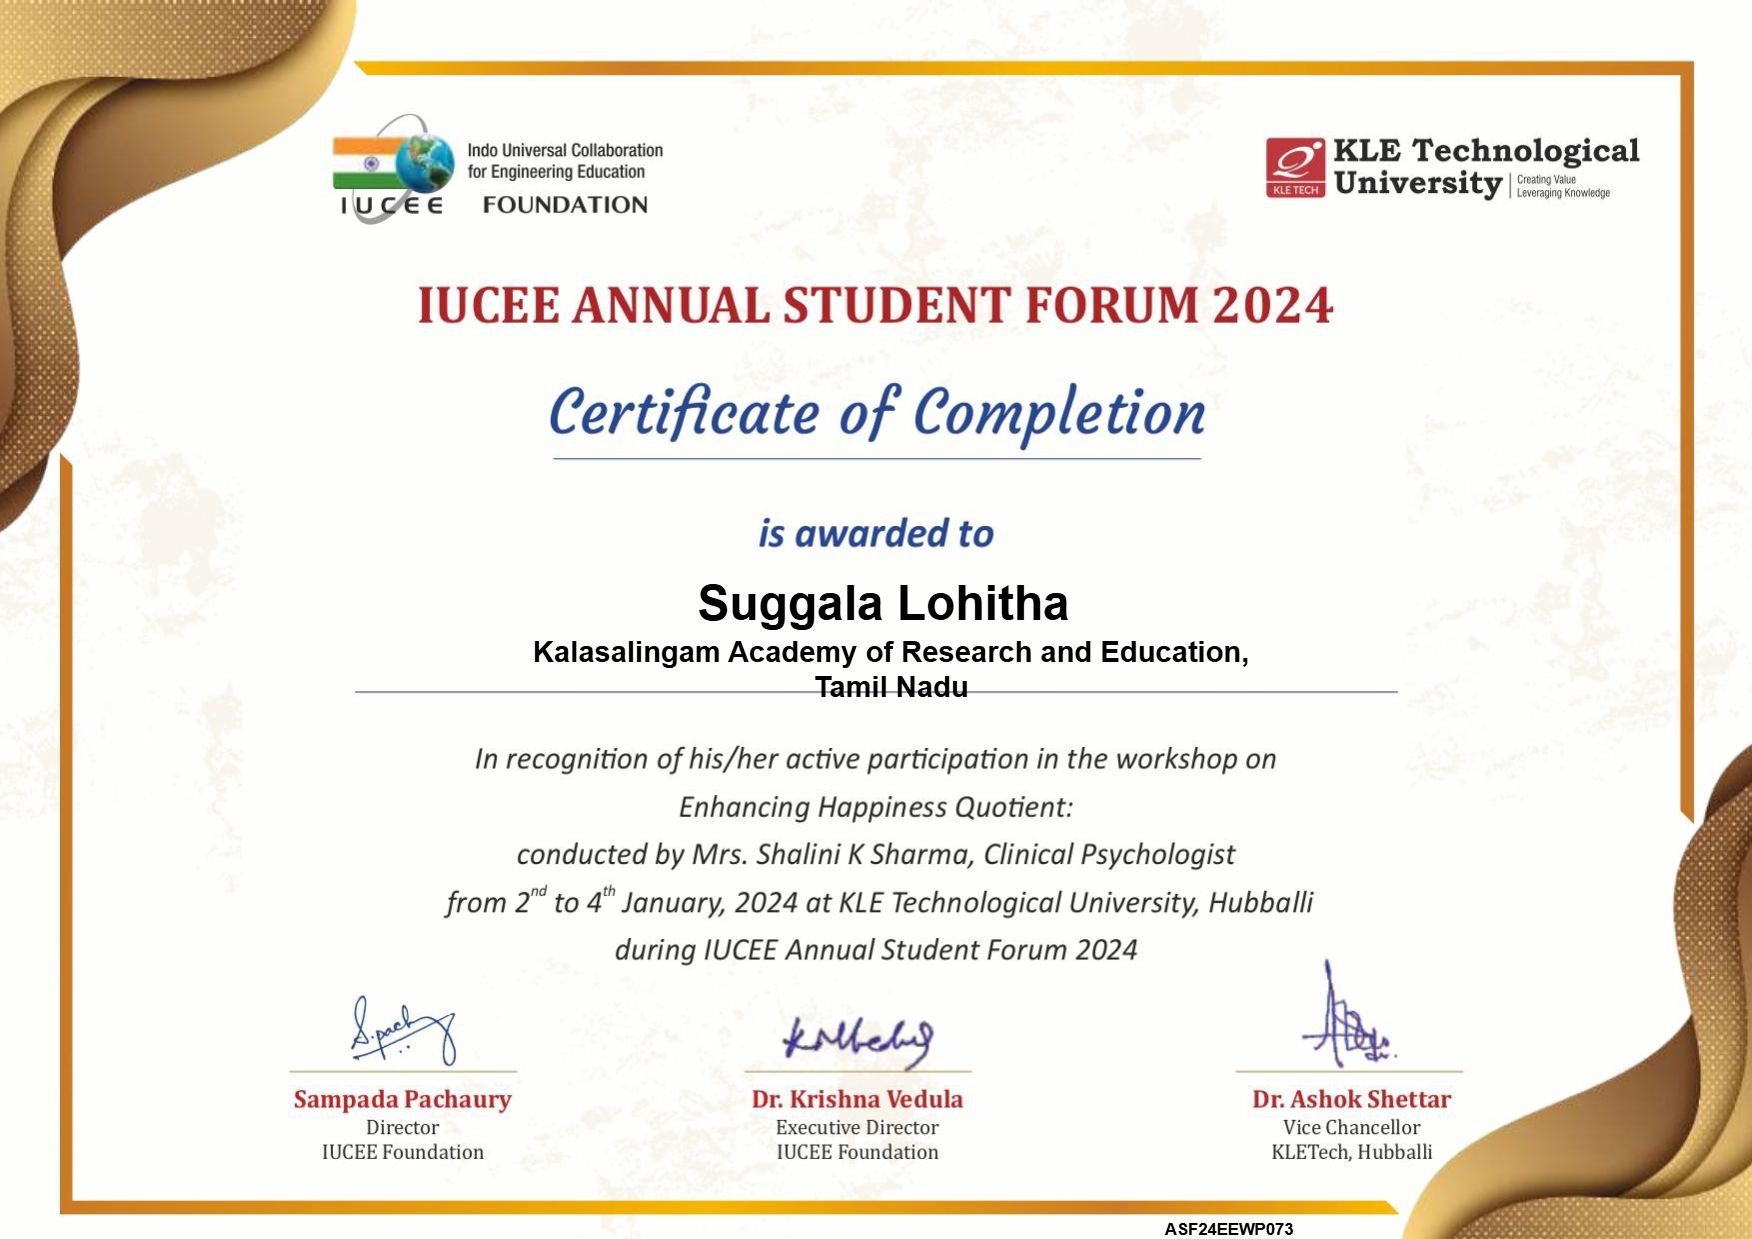 Indo Universal Collaboration
for Engineering Education
IUCEE FOUNDATION
KLE TECH
KLE Technological
University
Creating Value
Leveraging Knowledge
IUCEE ANNUAL STUDENT FORUM 2024
Certificate of Completion
is awarded to
Suggala Lohitha
Kalasalingam Academy of Research and Education,
Tamil Nadu
In recognition of his/her active participation in the workshop on
Enhancing Happiness Quotient:
conducted by Mrs. Shalini K Sharma, Clinical Psychologist
from 2nd to 4th January, 2024 at KLE Technological University, Hubballi
during IUCEE Annual Student Forum 2024
S.pach
Sampada Pachaury
Director
IUCEE Foundation
Dr. Krishna Vedula
Executive Director
IUCEE Foundation
Dr. Ashok Shettar
Vice Chancellor
KLETech, Hubballi
ASF24EEWP073